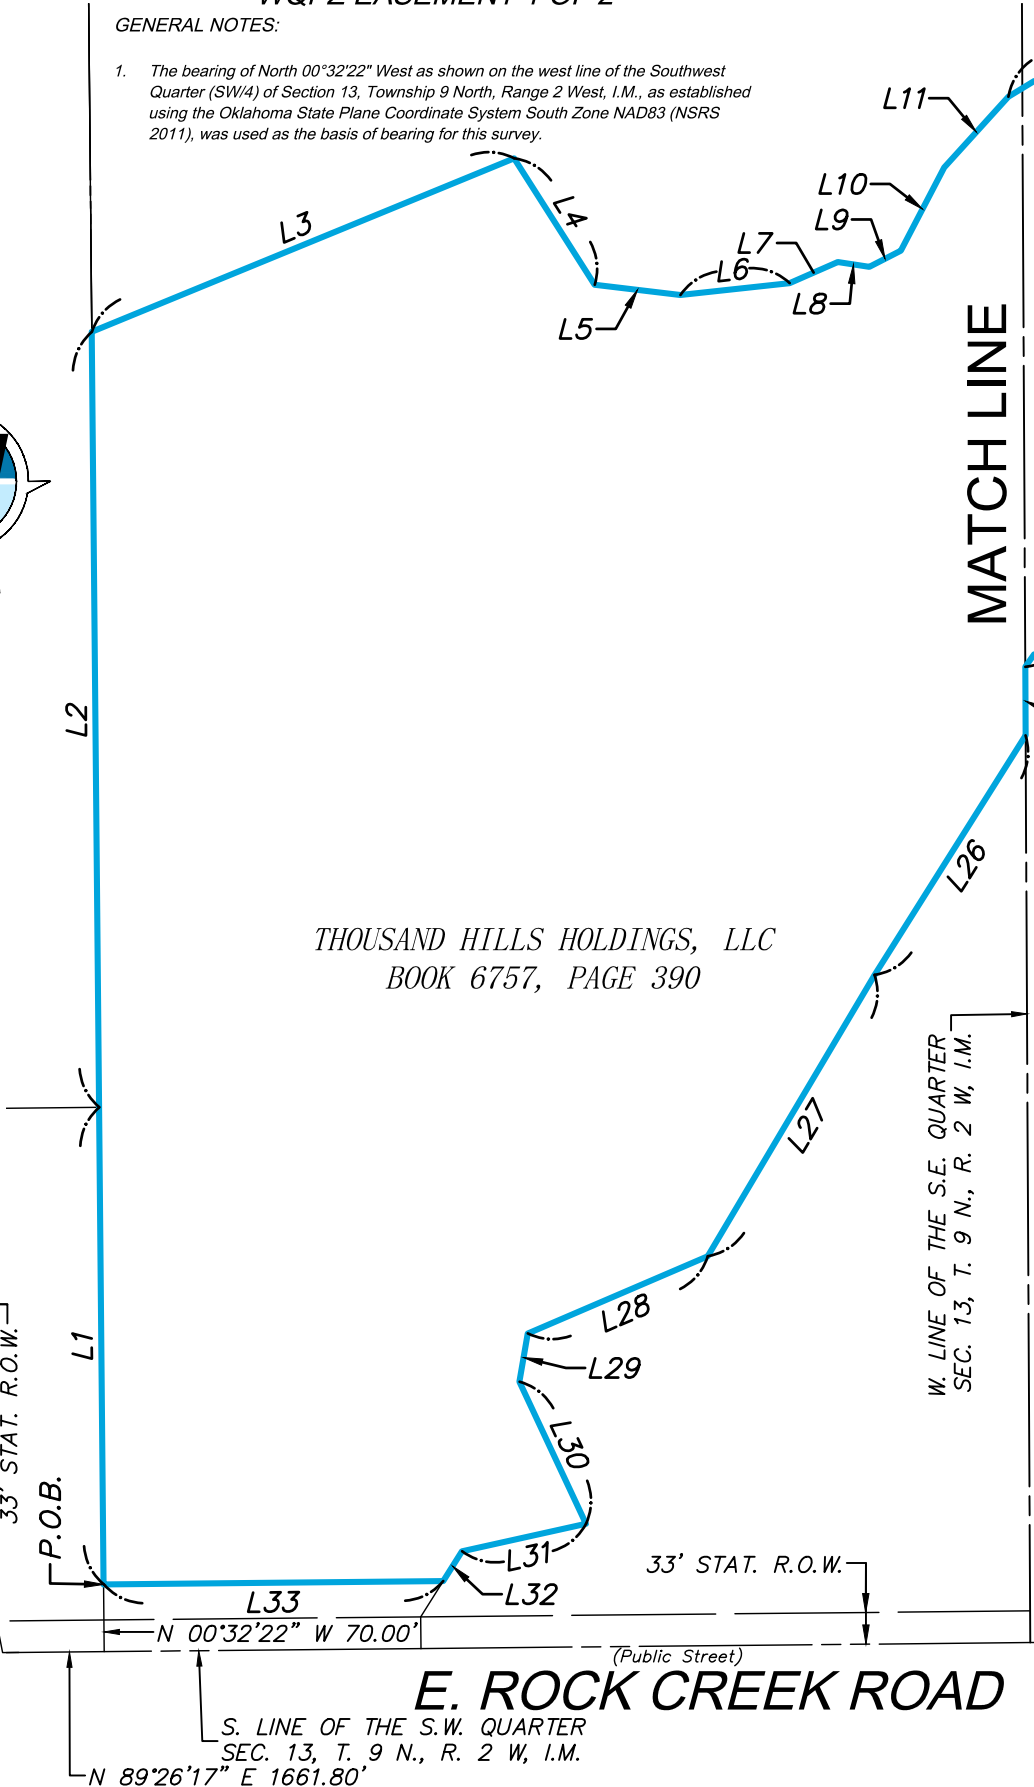 WQPZ EASEMENT 1 OF 2
GENERAL NOTES:
1. The bearing of North 00°32'22" West as shown on the west line of the Southwest
Quarter (SW/4) of Section 13, Township 9 North, Range 2 West, I.M., as established
using the Oklahoma State Plane Coordinate System South Zone NAD83 (NSRS
2011), was used as the basis of bearing for this survey.
L11
L10
L9
L3
L4
L7
L6
L8
L5
MATCH LINE
L2
L26
THOUSAND HILLS HOLDINGS, LLC
BOOK 6757, PAGE 390
W. LINE OF THE S.E. QUARTER
SEC. 13, T. 9 N., R. 2 W, I.M.
L27
L28
L1
33' STAT. R.O.W.
L29
L30
P.O.B.
L31
33' STAT. R.O.W.
L32
L33
N 00°32'22" W 70.00'
(Public Street)
E. ROCK CREEK ROAD
S. LINE OF THE S.W. QUARTER
SEC. 13, T. 9 N., R. 2 W, I.M.
N 89°26'17" E 1661.80'